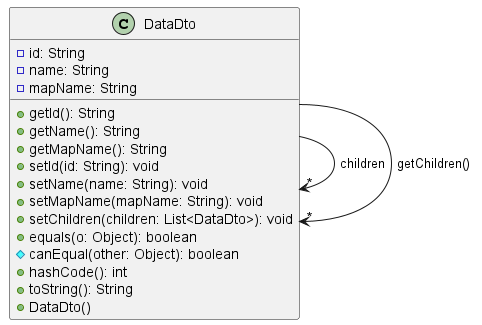 C DataDto
id: String
name: String
mapName: String
getId(): String
getName(): String
getMapName(): String
setId(id: String): void
setName(name: String): void
setMapName(mapName: String): void
setChildren(children: List<DataDto>): void
equals(o: Object): boolean
canEqual(other: Object): boolean
hashCode(): int
toString(): String
DataDto()
*
children
*
getChildren()